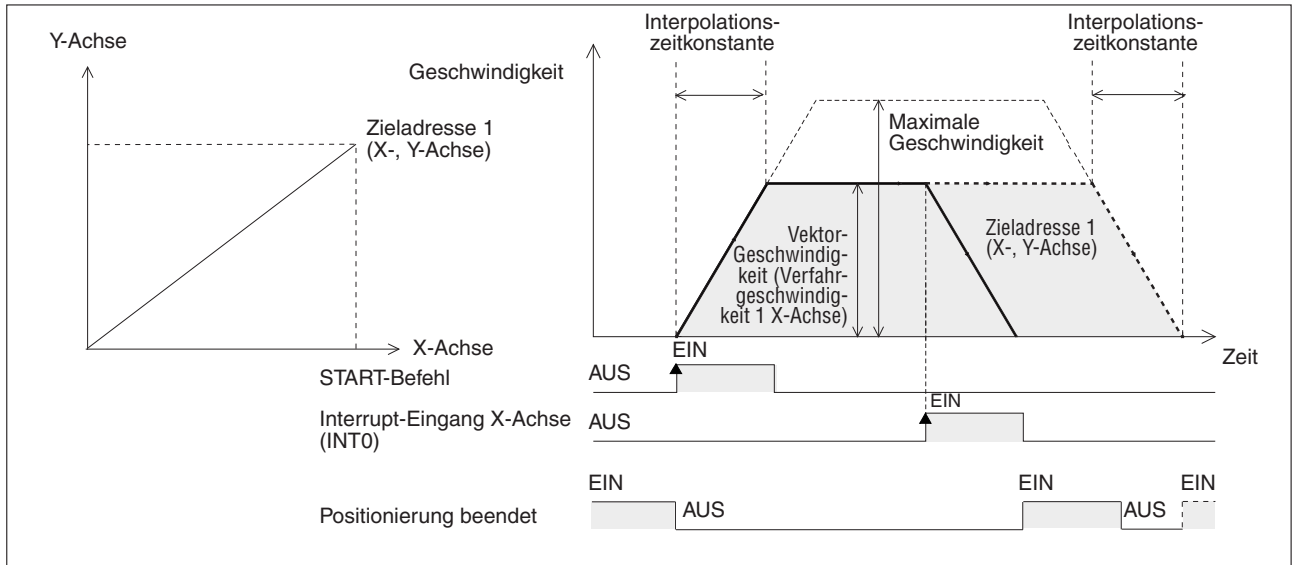 Y-Achse
Zieladresse 1
(X-, Y-Achse)
X-Achse
Interpolations-
zeitkonstante
Interpolations-
zeitkonstante
Geschwindigkeit
Maximale
Geschwindigkeit
Vektor-
Geschwindig-
keit (Verfahr-
geschwindig-
keit 1 X-Achse)
Zieladresse 1
(X-, Y-Achse)
Zeit
START-Befehl
AUS
EIN
Interrupt-Eingang X-Achse
(INT0)
AUS
EIN
Positionierung beendet
EIN
AUS
EIN
AUS
EIN